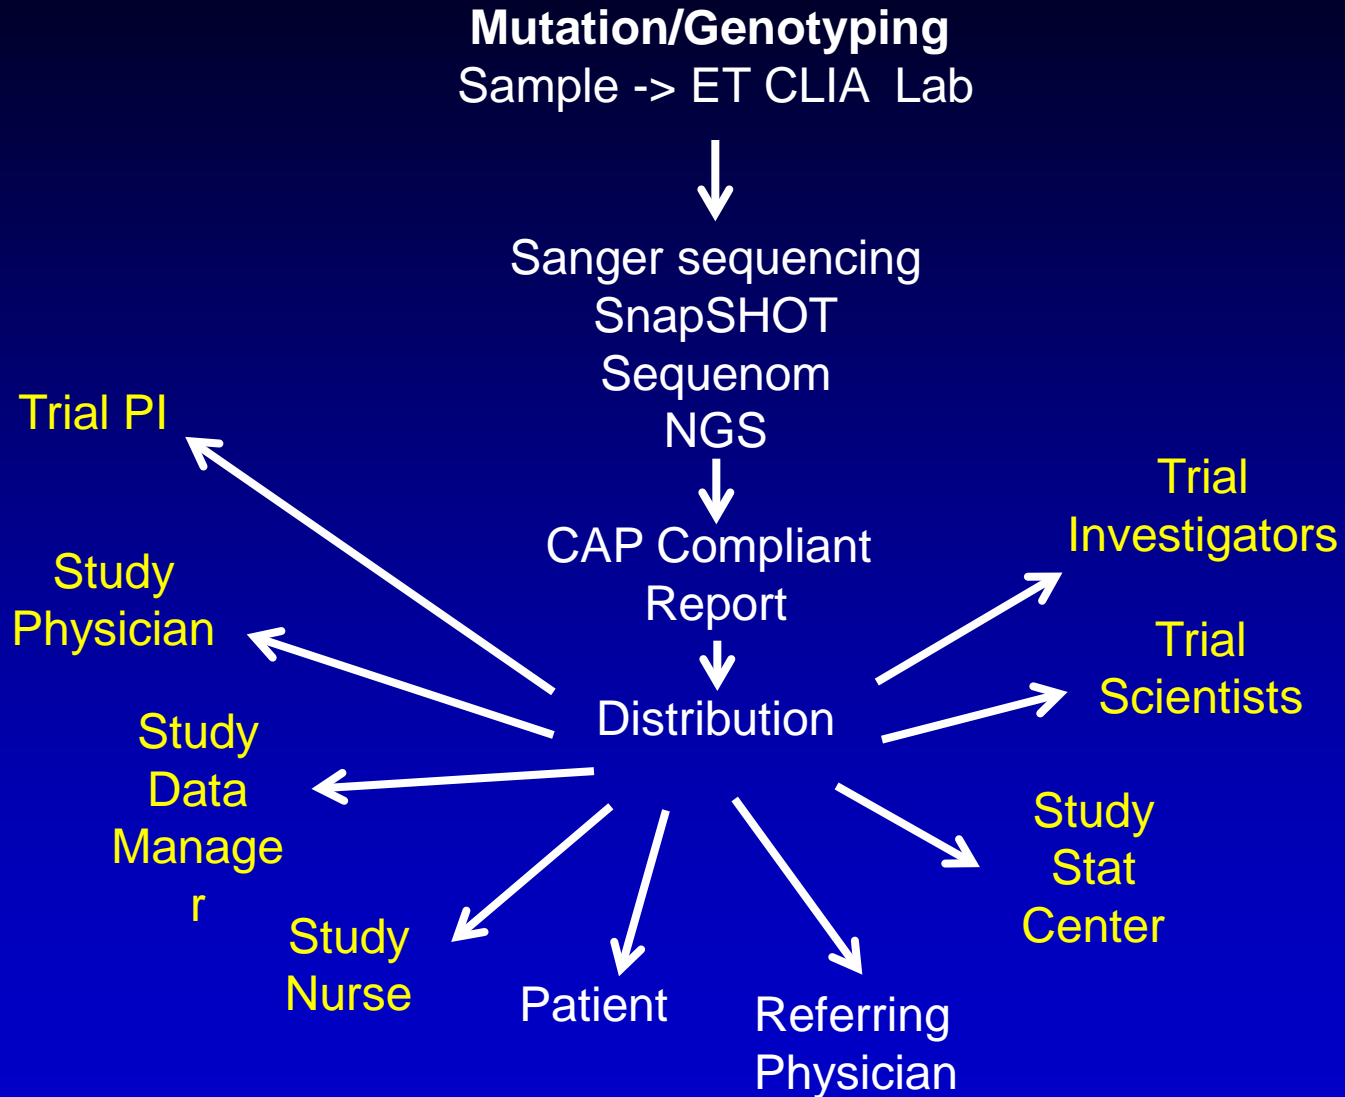 Mutation/Genotyping
Sample -> ET CLIA Lab
Sanger sequencing
SnapSHOT
Sequenom
NGS
CAP Compliant
Report
Distribution
Trial PI
Study
Physician
Study
Data
Manage
r
Study
Nurse
Patient
Referring
Physician
Study
Stat
Center
Trial
Scientists
Trial
Investigators